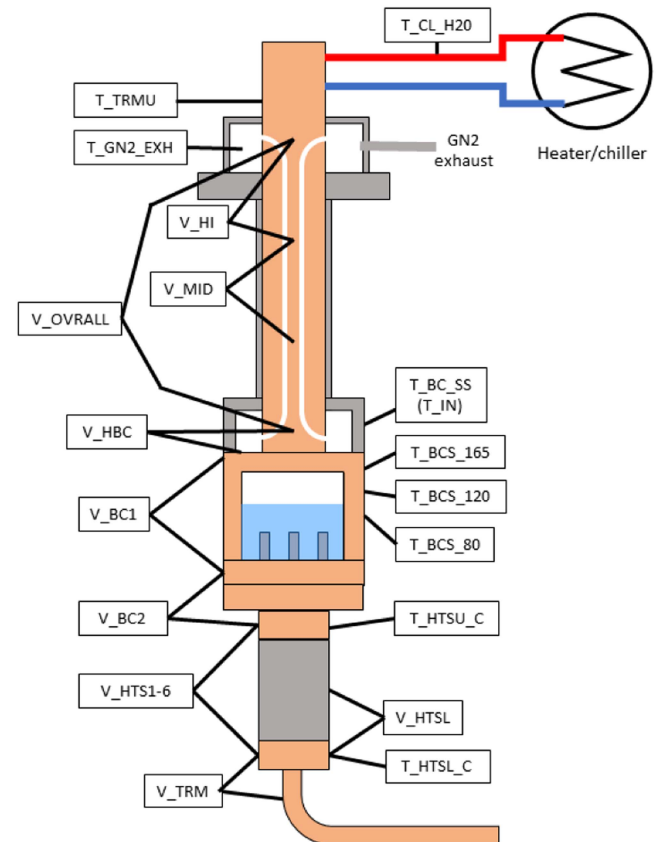 T_CL_H20
T_TRMU
T_GN2_EXH
GN2
exhaust
Heater/chiller
V_HI
V_MID
V_OVRALL
T_BC_SS
(T_IN)
V_HBC
T_BCS_165
T_BCS_120
V_BC1
T_BCS_80
V_BC2
T_HTSU_C
V_HTS1-6
V_HTSL
T_HTSL_C
V_TRM